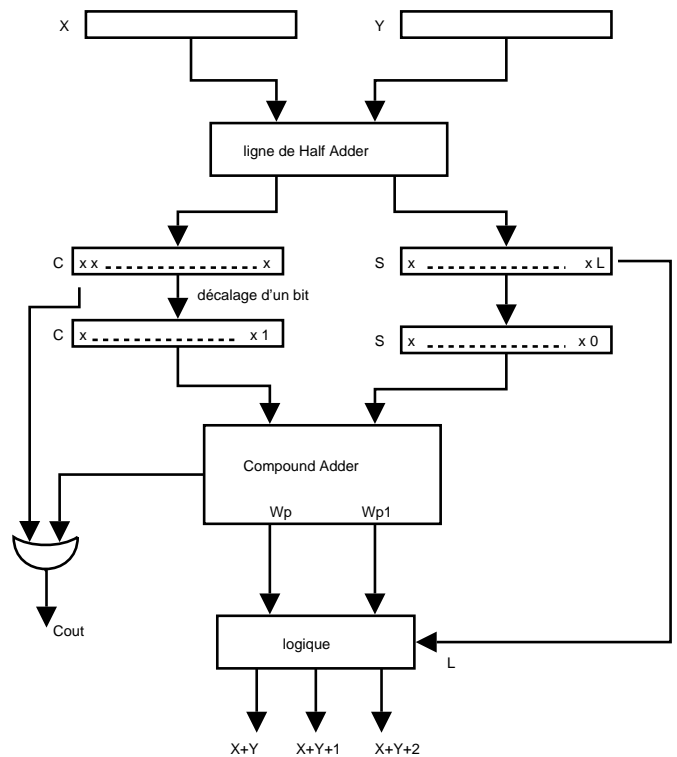 X Y
ligne de Half Adder
C x x x S x x L
décalage d'un bit
C x x 1 S x x 0
Compound Adder
Wp Wp1
Cout
logique
L
X+Y X+Y+1 X+Y+2